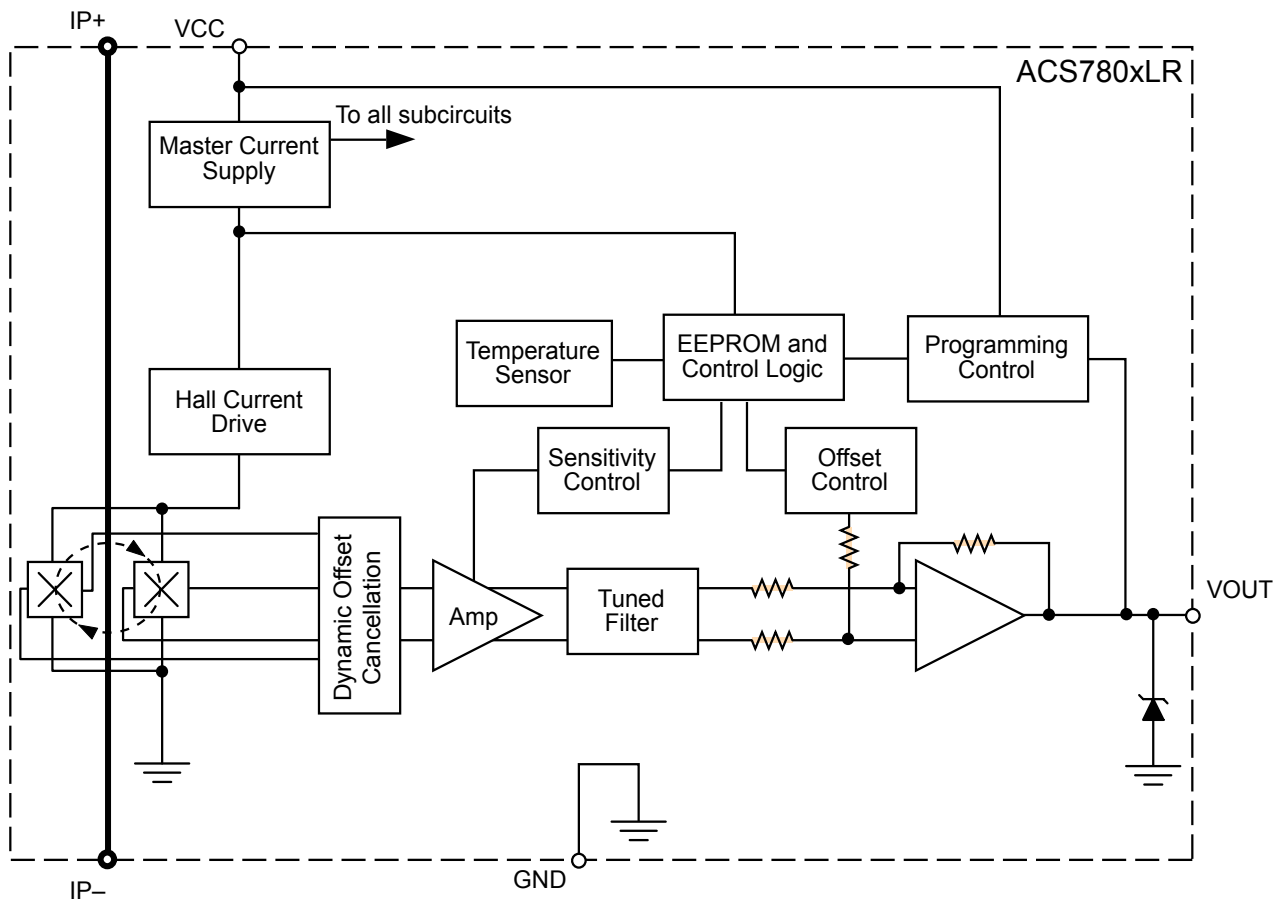 IP+
VCC
ACS780xLR
To all subcircuits
Master Current
Supply
Temperature
Sensor
EEPROM and
Control Logic
Programming
Control
Hall Current
Drive
Sensitivity
Control
Offset
Control
Dynamic Offset
Cancellation
Amp
Tuned
Filter
VOUT
GND
IP–